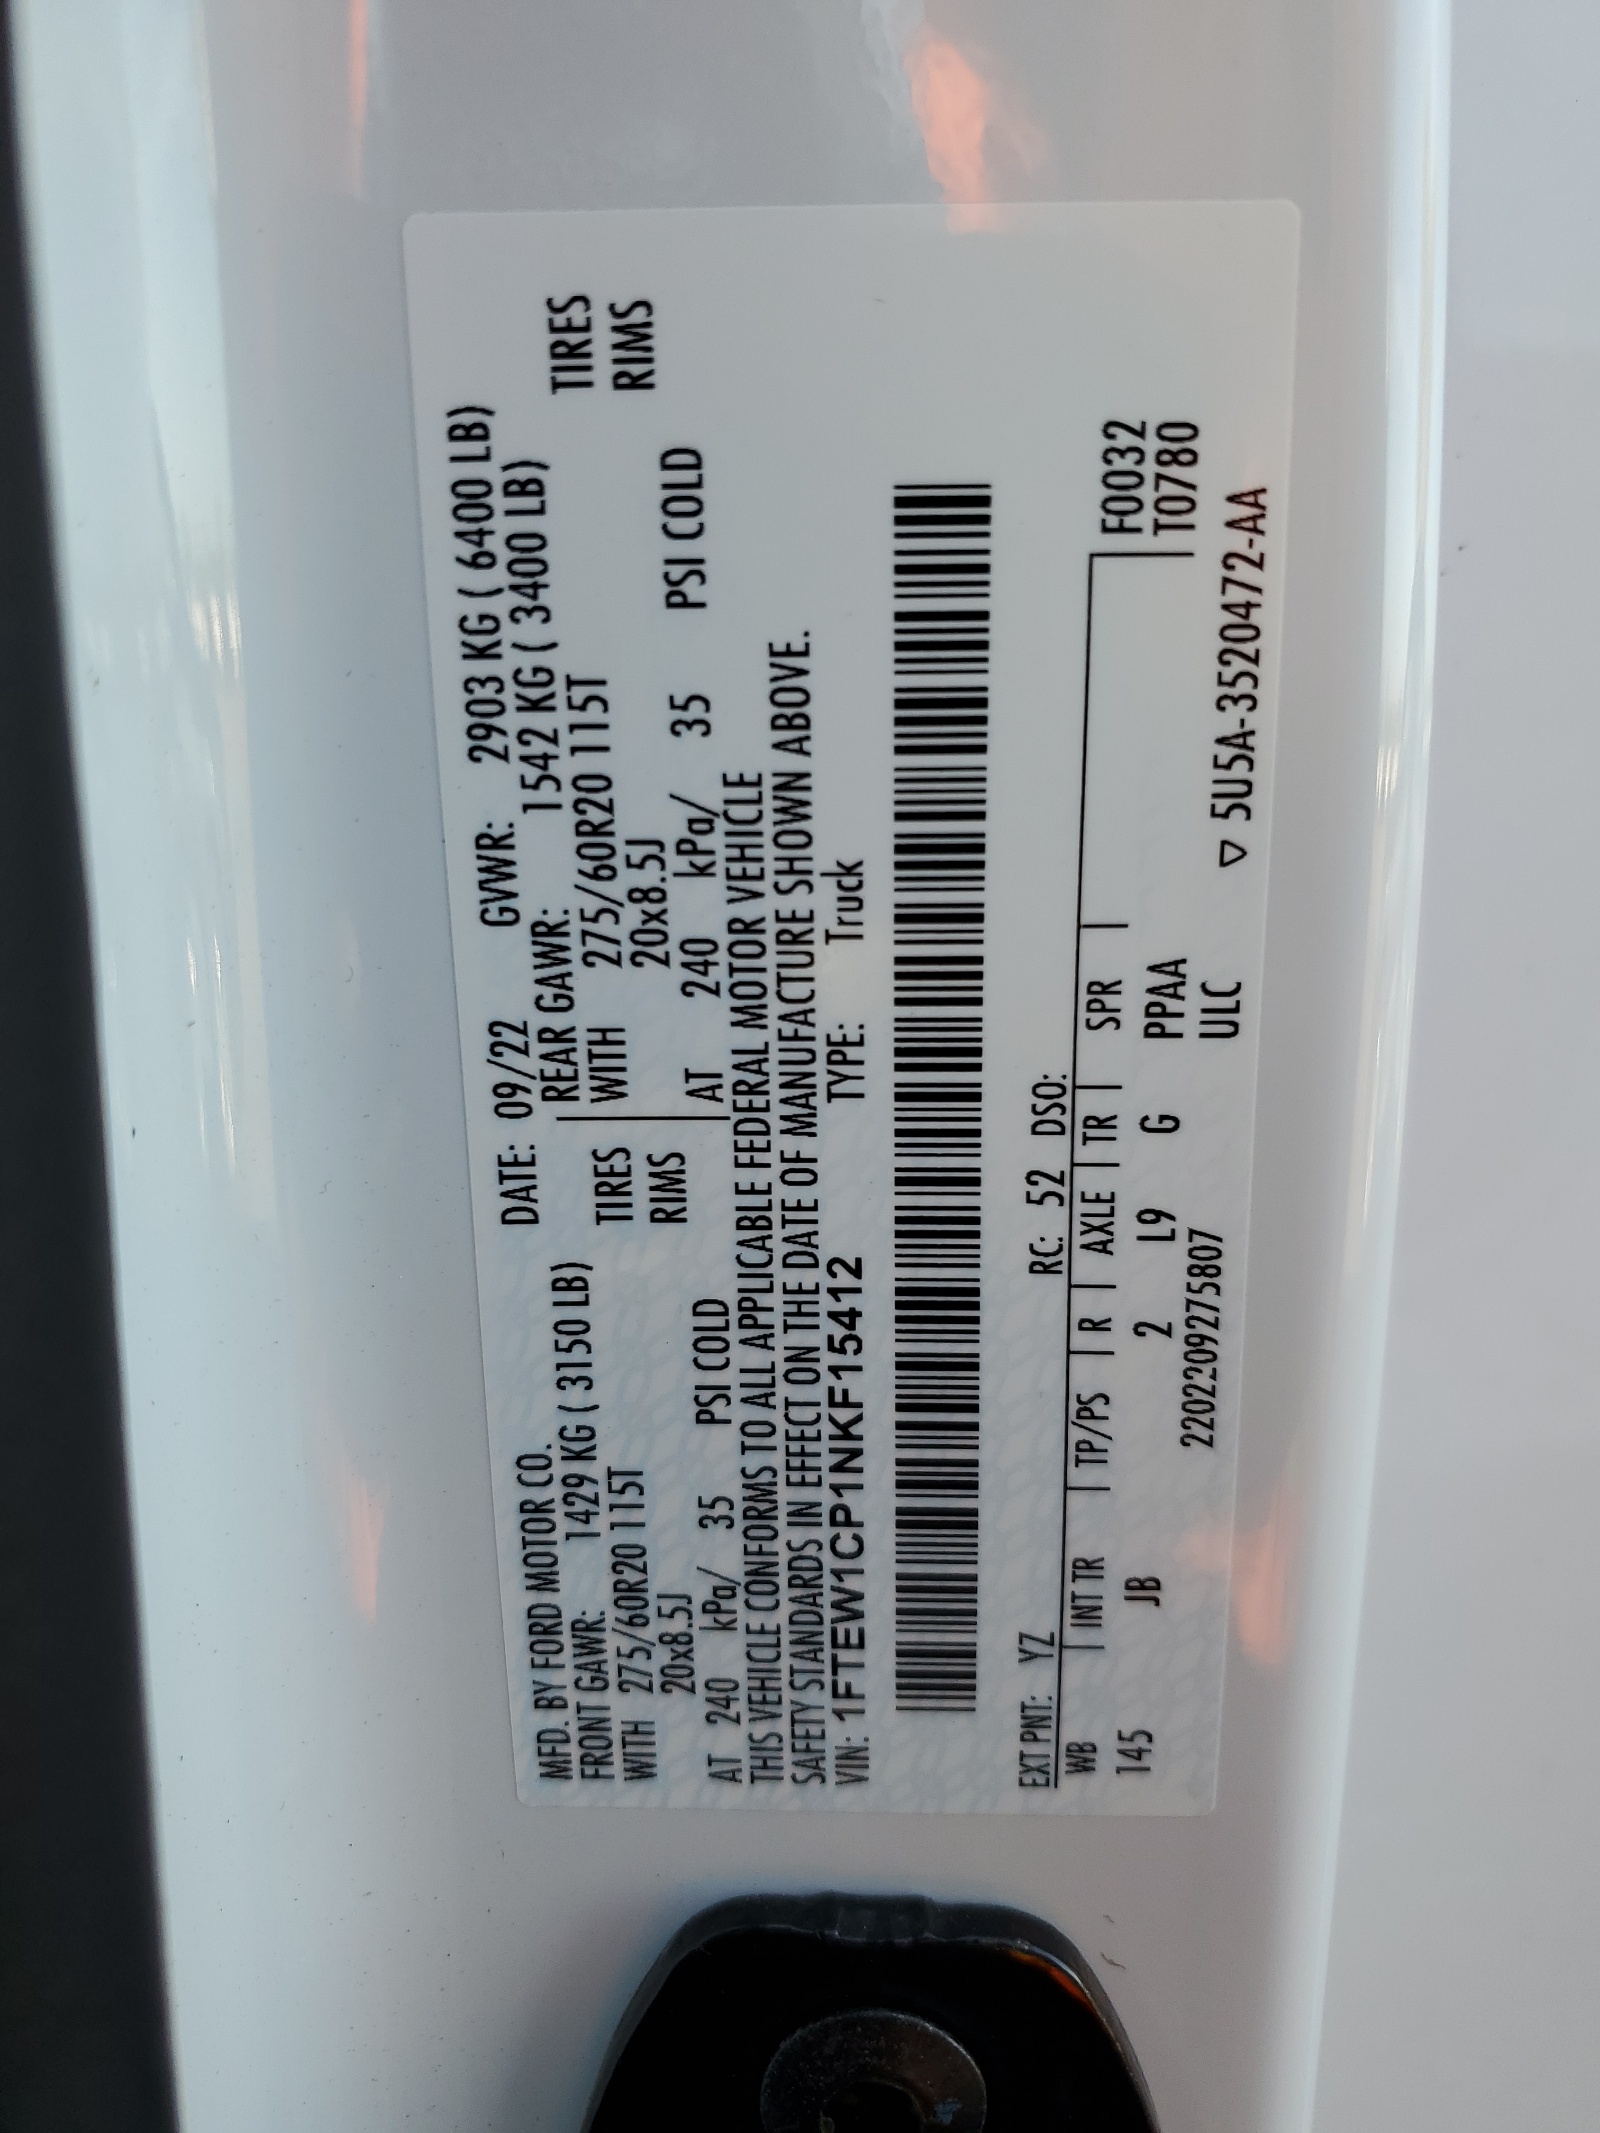 MFD. BY FORD MOTOR CO. DATE: 09/22 GVWR: 2903 KG ( 6400 LB)
FRONT GAWR: 1429 KG ( 3150 LB) REAR GAWR: 1542 KG ( 3400 LB)
WITH 275/60R20 115T TIRES WITH 275/60R20 115T TIRES
20x8.5J RIMS 20x8.5J RIMS
AT 240 kPa/ 35 PSI COLD AT 240 kPa/ 35 PSI COLD
THIS VEHICLE CONFORMS TO ALL APPLICABLE FEDERAL MOTOR VEHICLE
SAFETY STANDARDS IN EFFECT ON THE DATE OF MANUFACTURE SHOWN ABOVE.
VIN: 1FTEW1CP1NKF15412 TYPE: Truck
EXT PNT: YZ RC: 52 DSO:
WB INT TR TP/PS R AXLE TR SPR F0032
145 JB 2 L9 G PPAA T0780
2202209275807 ULC ▽ 5U5A-3520472-AA